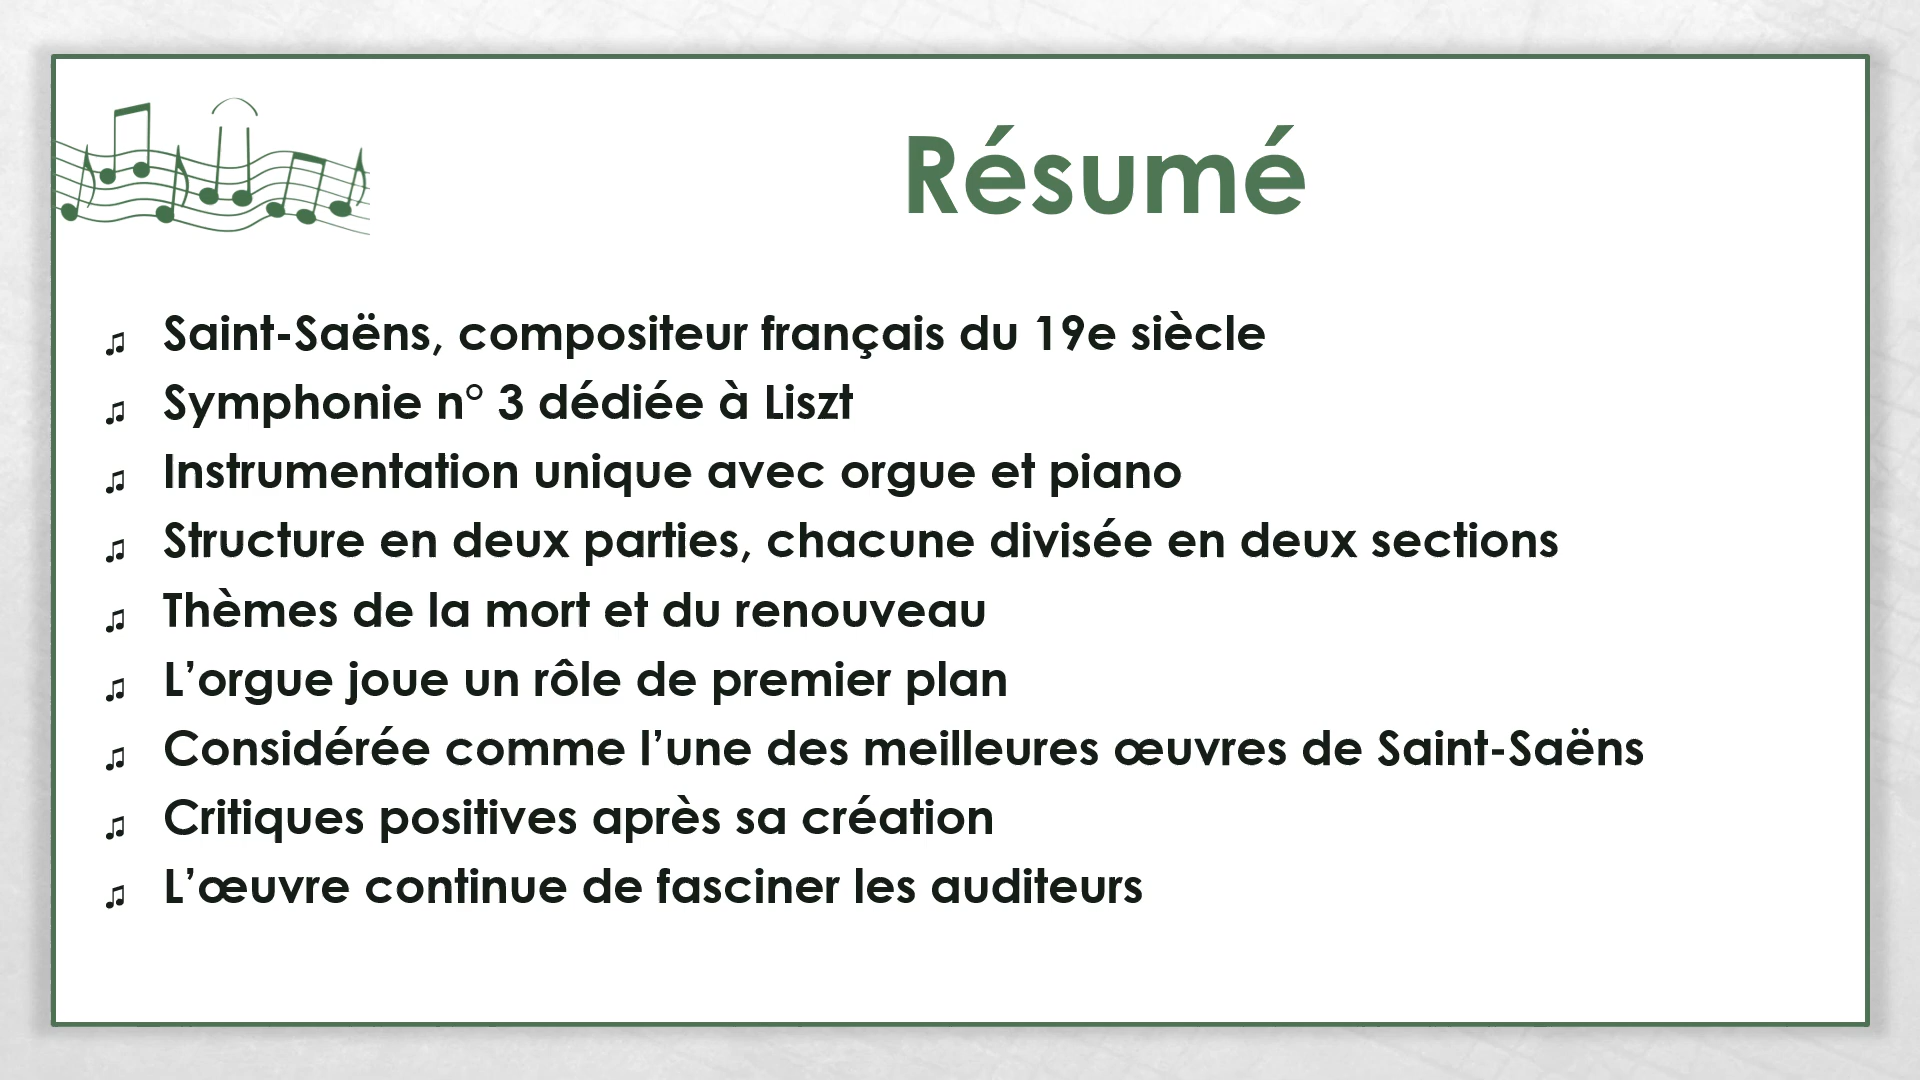 Résumé
♫ Saint-Saëns, compositeur français du 19e siècle
♫ Symphonie n° 3 dédiée à Liszt
♫ Instrumentation unique avec orgue et piano
♫ Structure en deux parties, chacune divisée en deux sections
♫ Thèmes de la mort et du renouveau
♫ L’orgue joue un rôle de premier plan
♫ Considérée comme l’une des meilleures œuvres de Saint-Saëns
♫ Critiques positives après sa création
♫ L’œuvre continue de fasciner les auditeurs